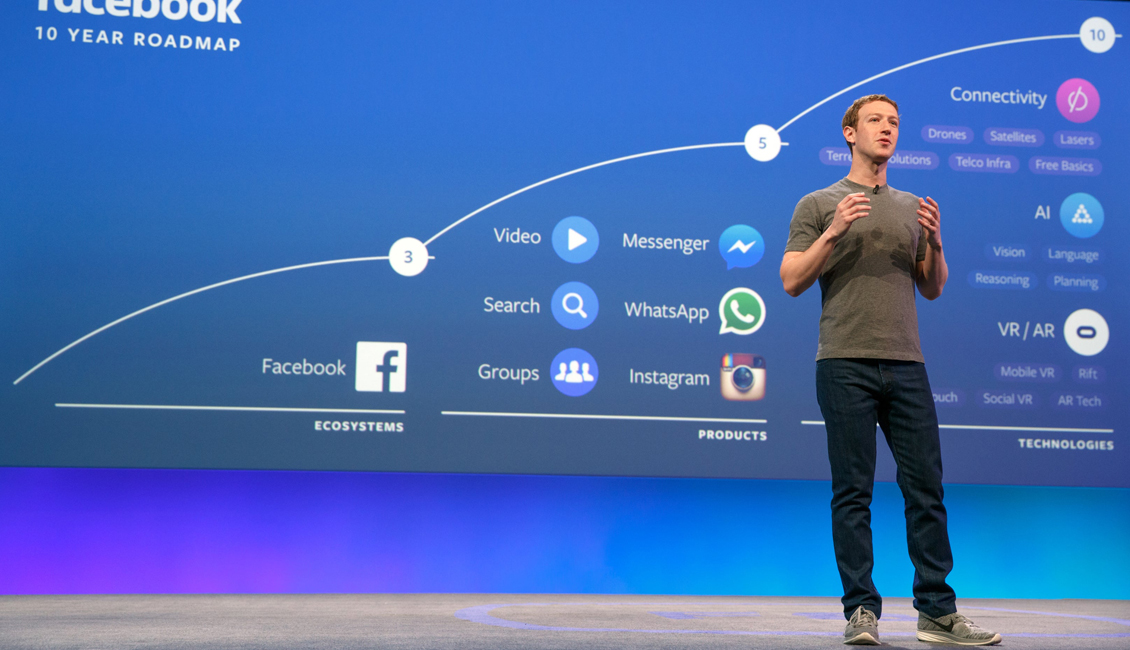 facebook
10 YEAR ROADMAP
3
5
10
Facebook
ECOSYSTEMS
Video
Search
Groups
Messenger
WhatsApp
Instagram
PRODUCTS
Connectivity
Drones Satellites Lasers
Telco Infra Free Basics
AI
Vision Language
Reasoning Planning
VR / AR
Mobile VR Rift
Social VR AR Tech
TECHNOLOGIES